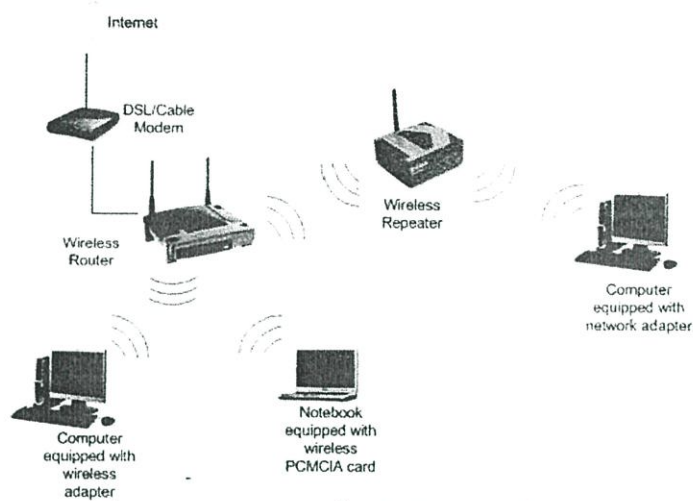 Internet
DSL/Cable
Modem
Wireless
Repeater
Wireless
Router
Computer
equipped with
network adapter
Computer
equipped with
wireless
adapter
Notebook
equipped with
wireless
PCMCIA card